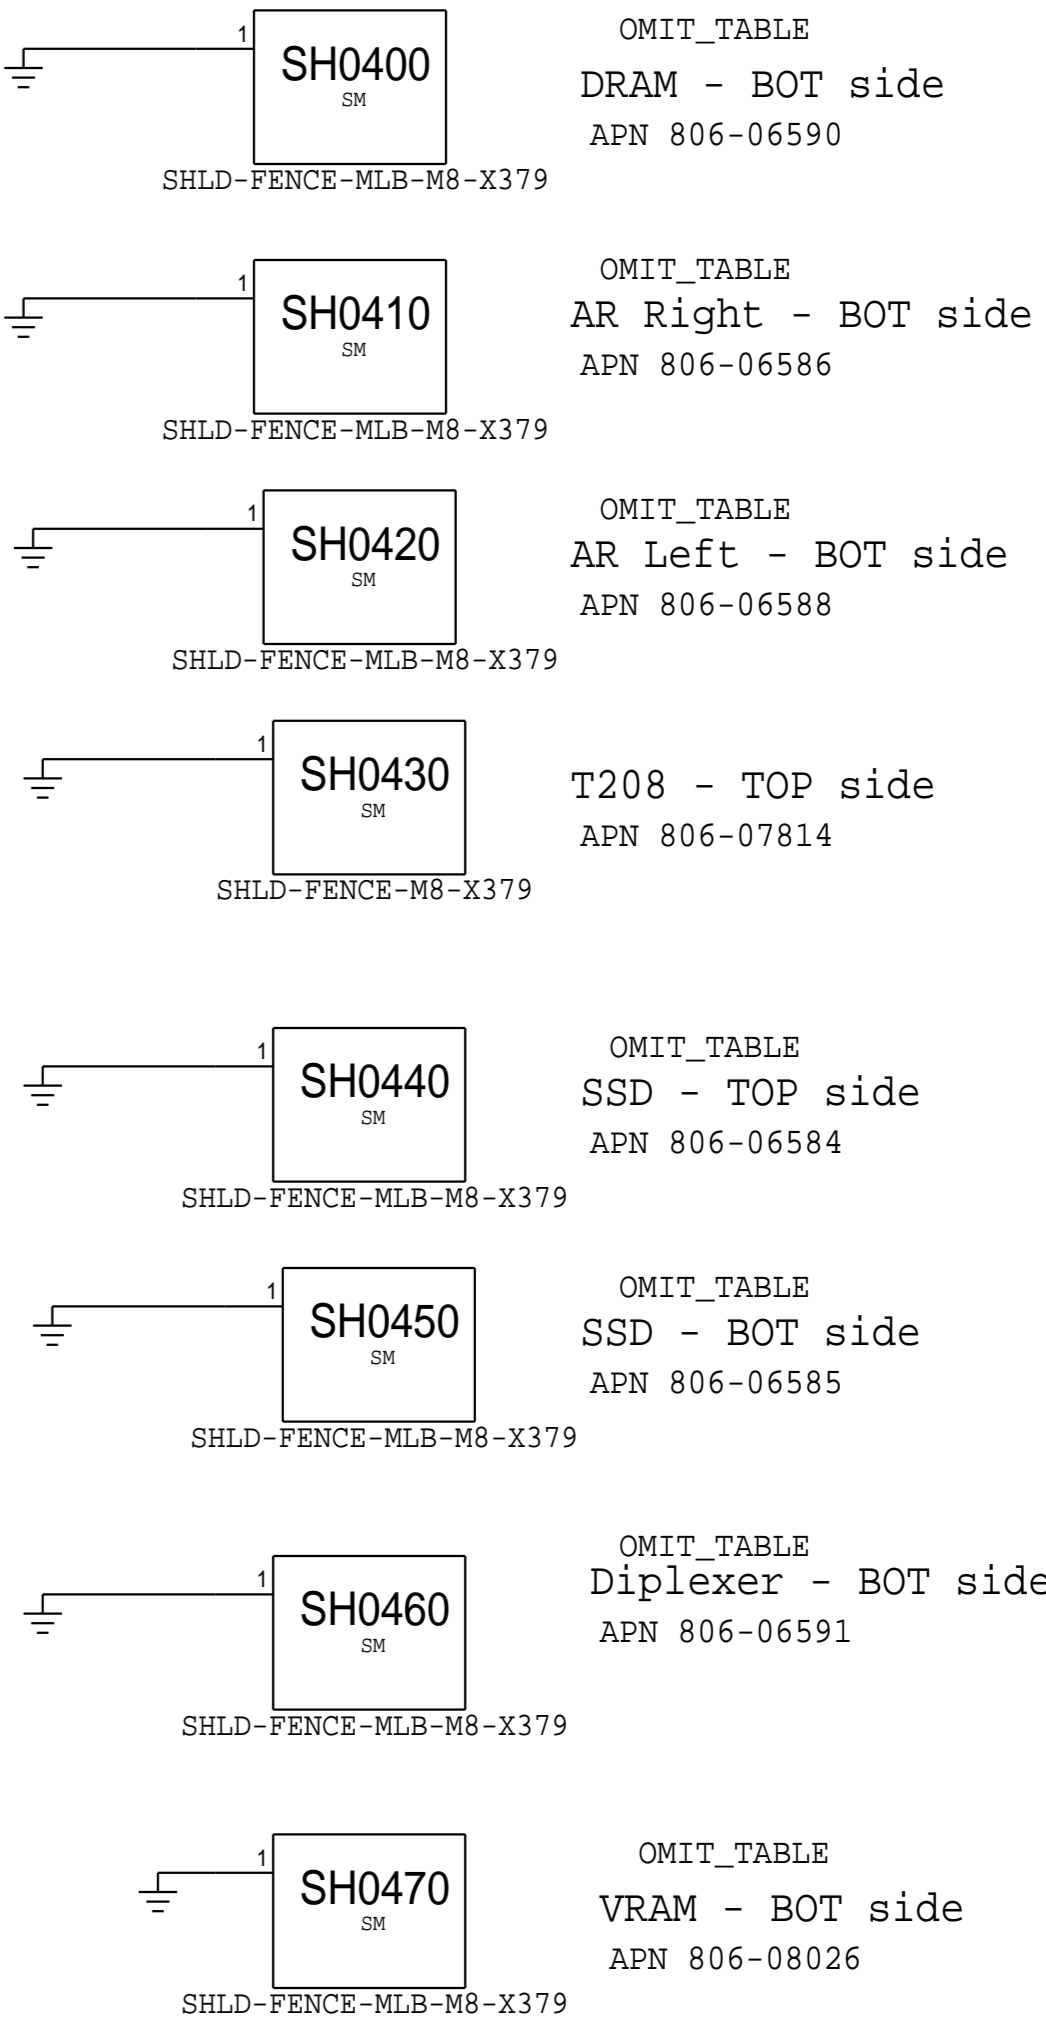 OMIT_TABLE
1
SH0400
SM
DRAM - BOT side
APN 806-06590
SHLD-FENCE-MLB-M8-X379
OMIT_TABLE
1
SH0410
SM
AR Right - BOT side
APN 806-06586
SHLD-FENCE-MLB-M8-X379
OMIT_TABLE
1
SH0420
SM
AR Left - BOT side
APN 806-06588
SHLD-FENCE-MLB-M8-X379
1
SH0430
SM
T208 - TOP side
APN 806-07814
SHLD-FENCE-M8-X379
OMIT_TABLE
1
SH0440
SM
SSD - TOP side
APN 806-06584
SHLD-FENCE-MLB-M8-X379
OMIT_TABLE
1
SH0450
SM
SSD - BOT side
APN 806-06585
SHLD-FENCE-MLB-M8-X379
OMIT_TABLE
1
SH0460
SM
Diplexer - BOT side
APN 806-06591
SHLD-FENCE-MLB-M8-X379
OMIT_TABLE
1
SH0470
SM
VRAM - BOT side
APN 806-08026
SHLD-FENCE-MLB-M8-X379